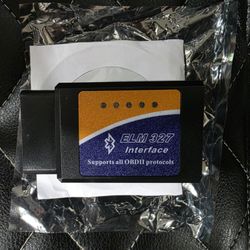 ELM 327
Interface
Supports all OBDII protocols